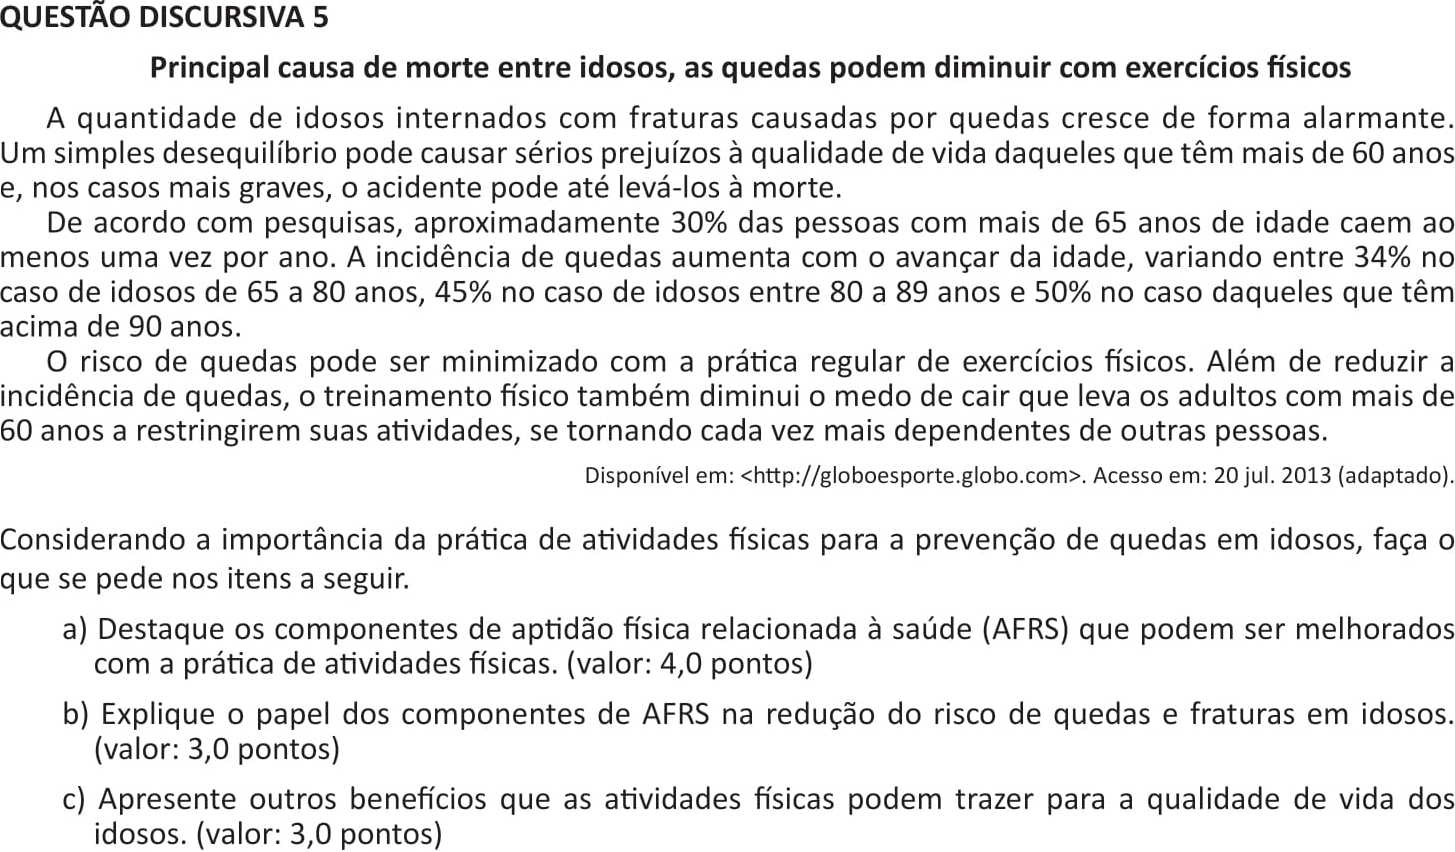 QUESTÃO DISCURSIVA 5
Principal causa de morte entre idosos, as quedas podem diminuir com exercícios físicos
A quantidade de idosos internados com fraturas causadas por quedas cresce de forma alarmante.
Um simples desequilíbrio pode causar sérios prejuízos à qualidade de vida daqueles que têm mais de 60 anos
e, nos casos mais graves, o acidente pode até levá-los à morte.
De acordo com pesquisas, aproximadamente 30% das pessoas com mais de 65 anos de idade caem ao
menos uma vez por ano. A incidência de quedas aumenta com o avançar da idade, variando entre 34% no
caso de idosos de 65 a 80 anos, 45% no caso de idosos entre 80 a 89 anos e 50% no caso daqueles que têm
acima de 90 anos.
O risco de quedas pode ser minimizado com a prática regular de exercícios físicos. Além de reduzir a
incidência de quedas, o treinamento físico também diminui o medo de cair que leva os adultos com mais de
60 anos a restringirem suas atividades, se tornando cada vez mais dependentes de outras pessoas.
Disponível em: <http://globoesporte.globo.com>. Acesso em: 20 jul. 2013 (adaptado).
Considerando a importância da prática de atividades físicas para a prevenção de quedas em idosos, faça o
que se pede nos itens a seguir.
a) Destaque os componentes de aptidão física relacionada à saúde (AFRS) que podem ser melhorados
com a prática de atividades físicas. (valor: 4,0 pontos)
b) Explique o papel dos componentes de AFRS na redução do risco de quedas e fraturas em idosos.
(valor: 3,0 pontos)
c) Apresente outros benefícios que as atividades físicas podem trazer para a qualidade de vida dos
idosos. (valor: 3,0 pontos)